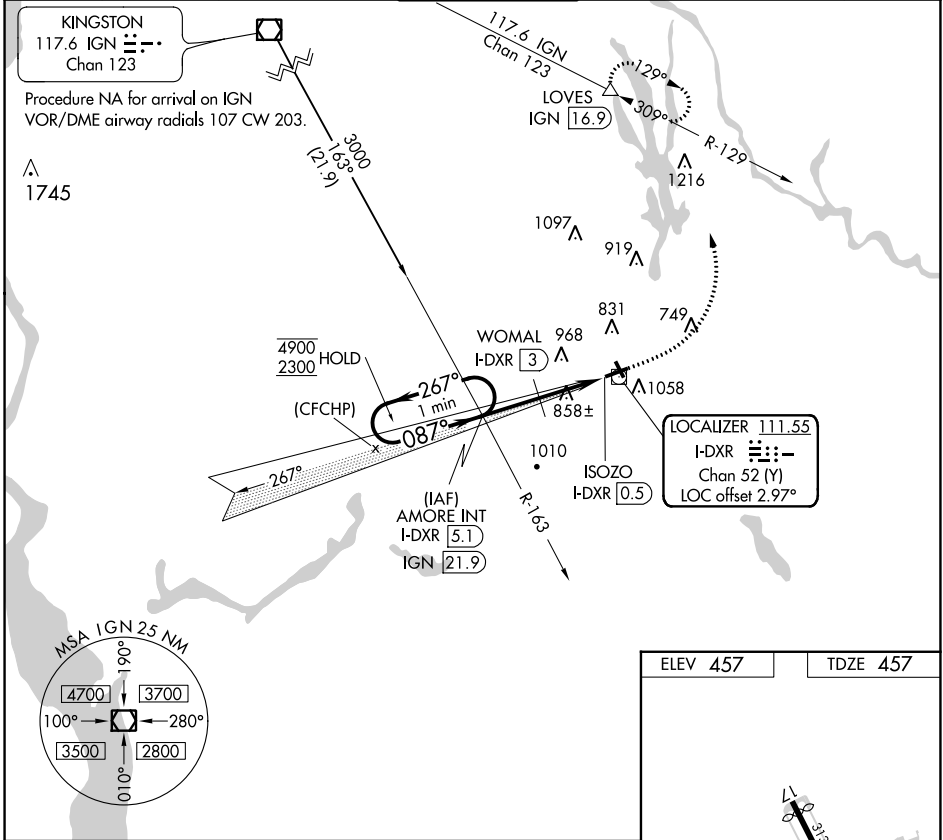 KINGSTON
117.6 IGN
Chan 123
Procedure NA for arrival on IGN
VOR/DME airway radials 107 CW 203.
1745
117.6 IGN
Chan 123
LOVES
IGN 16.9
129°
309°
R-129
1216
3000
163°
(21.9)
1097
919
831
749
4900
2300
HOLD
WOMAL
I-DXR 3
968
267°
1 min
087°
(CFCHP)
x
858±
1058
267°
1010
ISOZO
I-DXR 0.5
LOCALIZER 111.55
I-DXR
Chan 52 (Y)
LOC offset 2.97°
(IAF)
AMORE INT
I-DXR 5.1
IGN 21.9
R-163
MSA IGN 25 NM
190°
4700
3700
100°
280°
3500
2800
010°
ELEV 457
TDZE 457
17